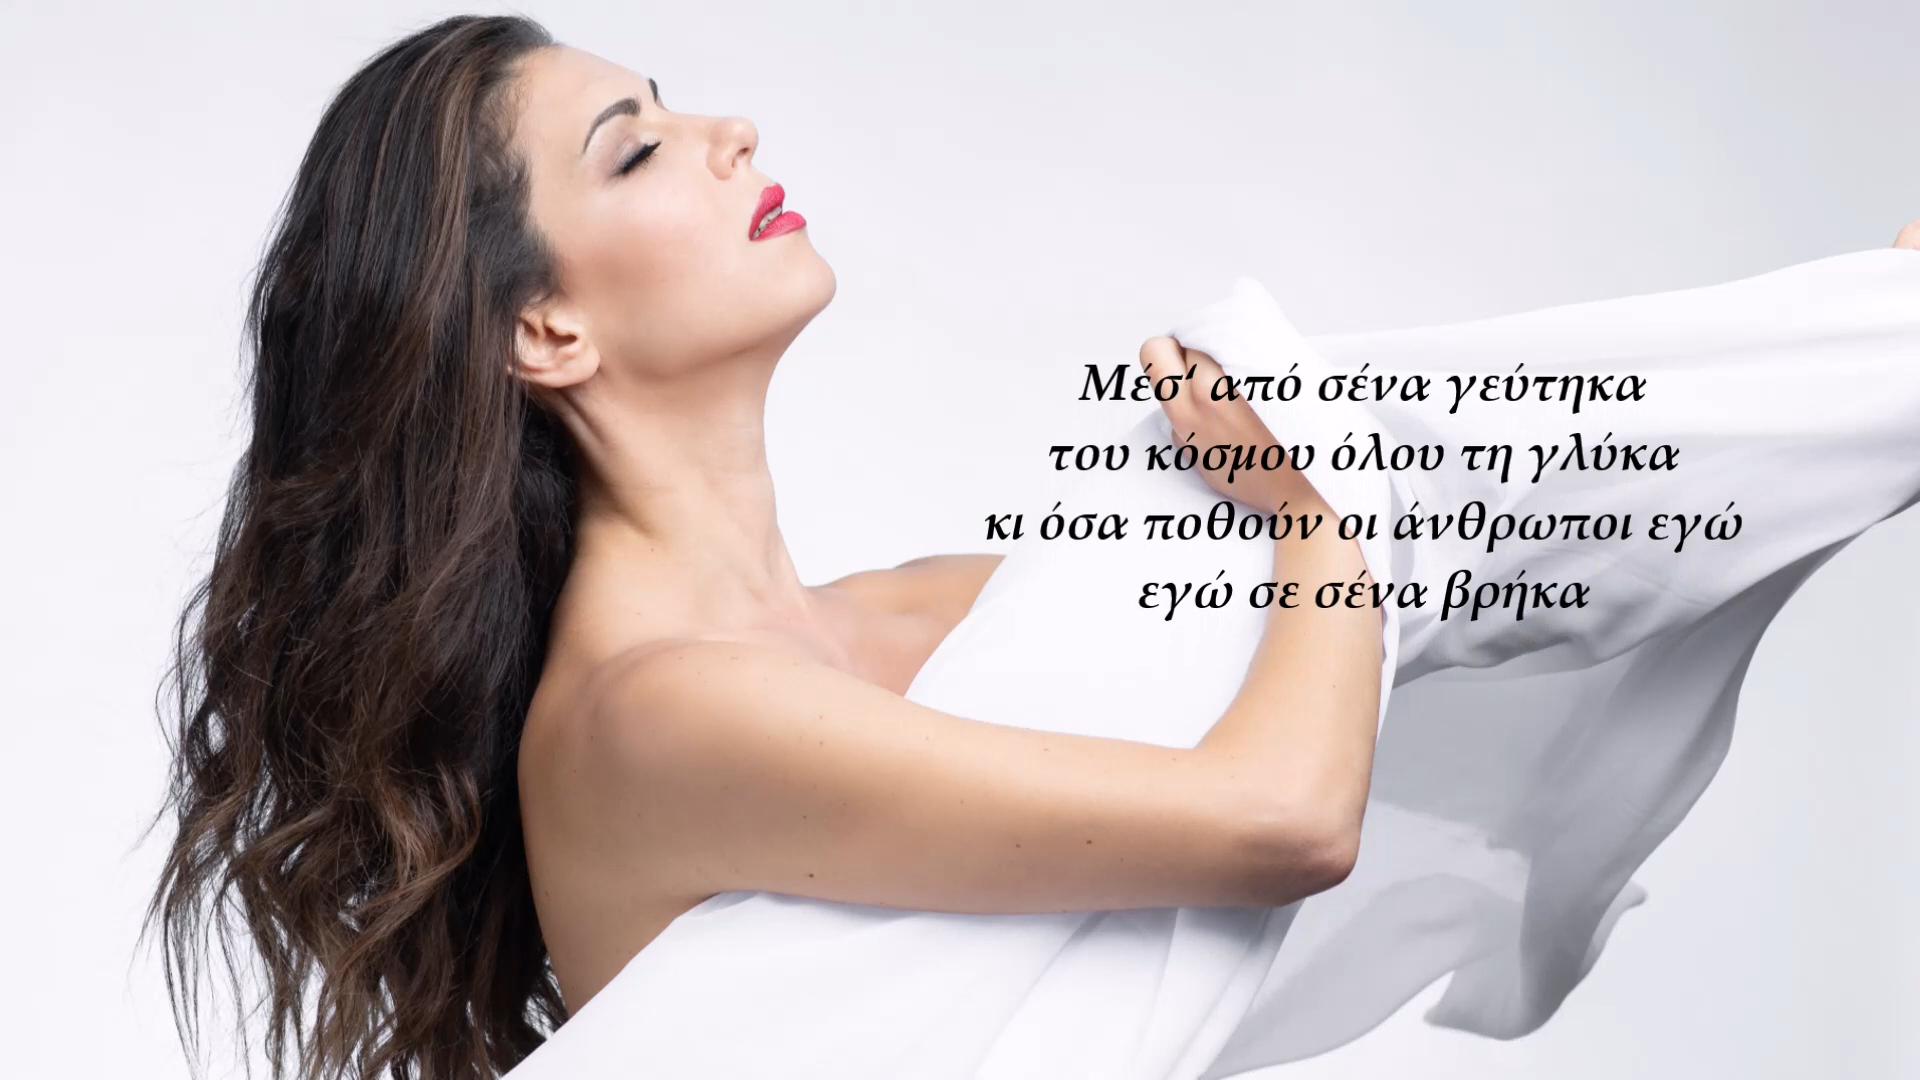 Μέσ‘ από σένα γεύτηκα
του κόσμου όλου τη γλύκα
κι όσα ποθούν οι άνθρωποι εγώ
εγώ σε σένα βρήκα